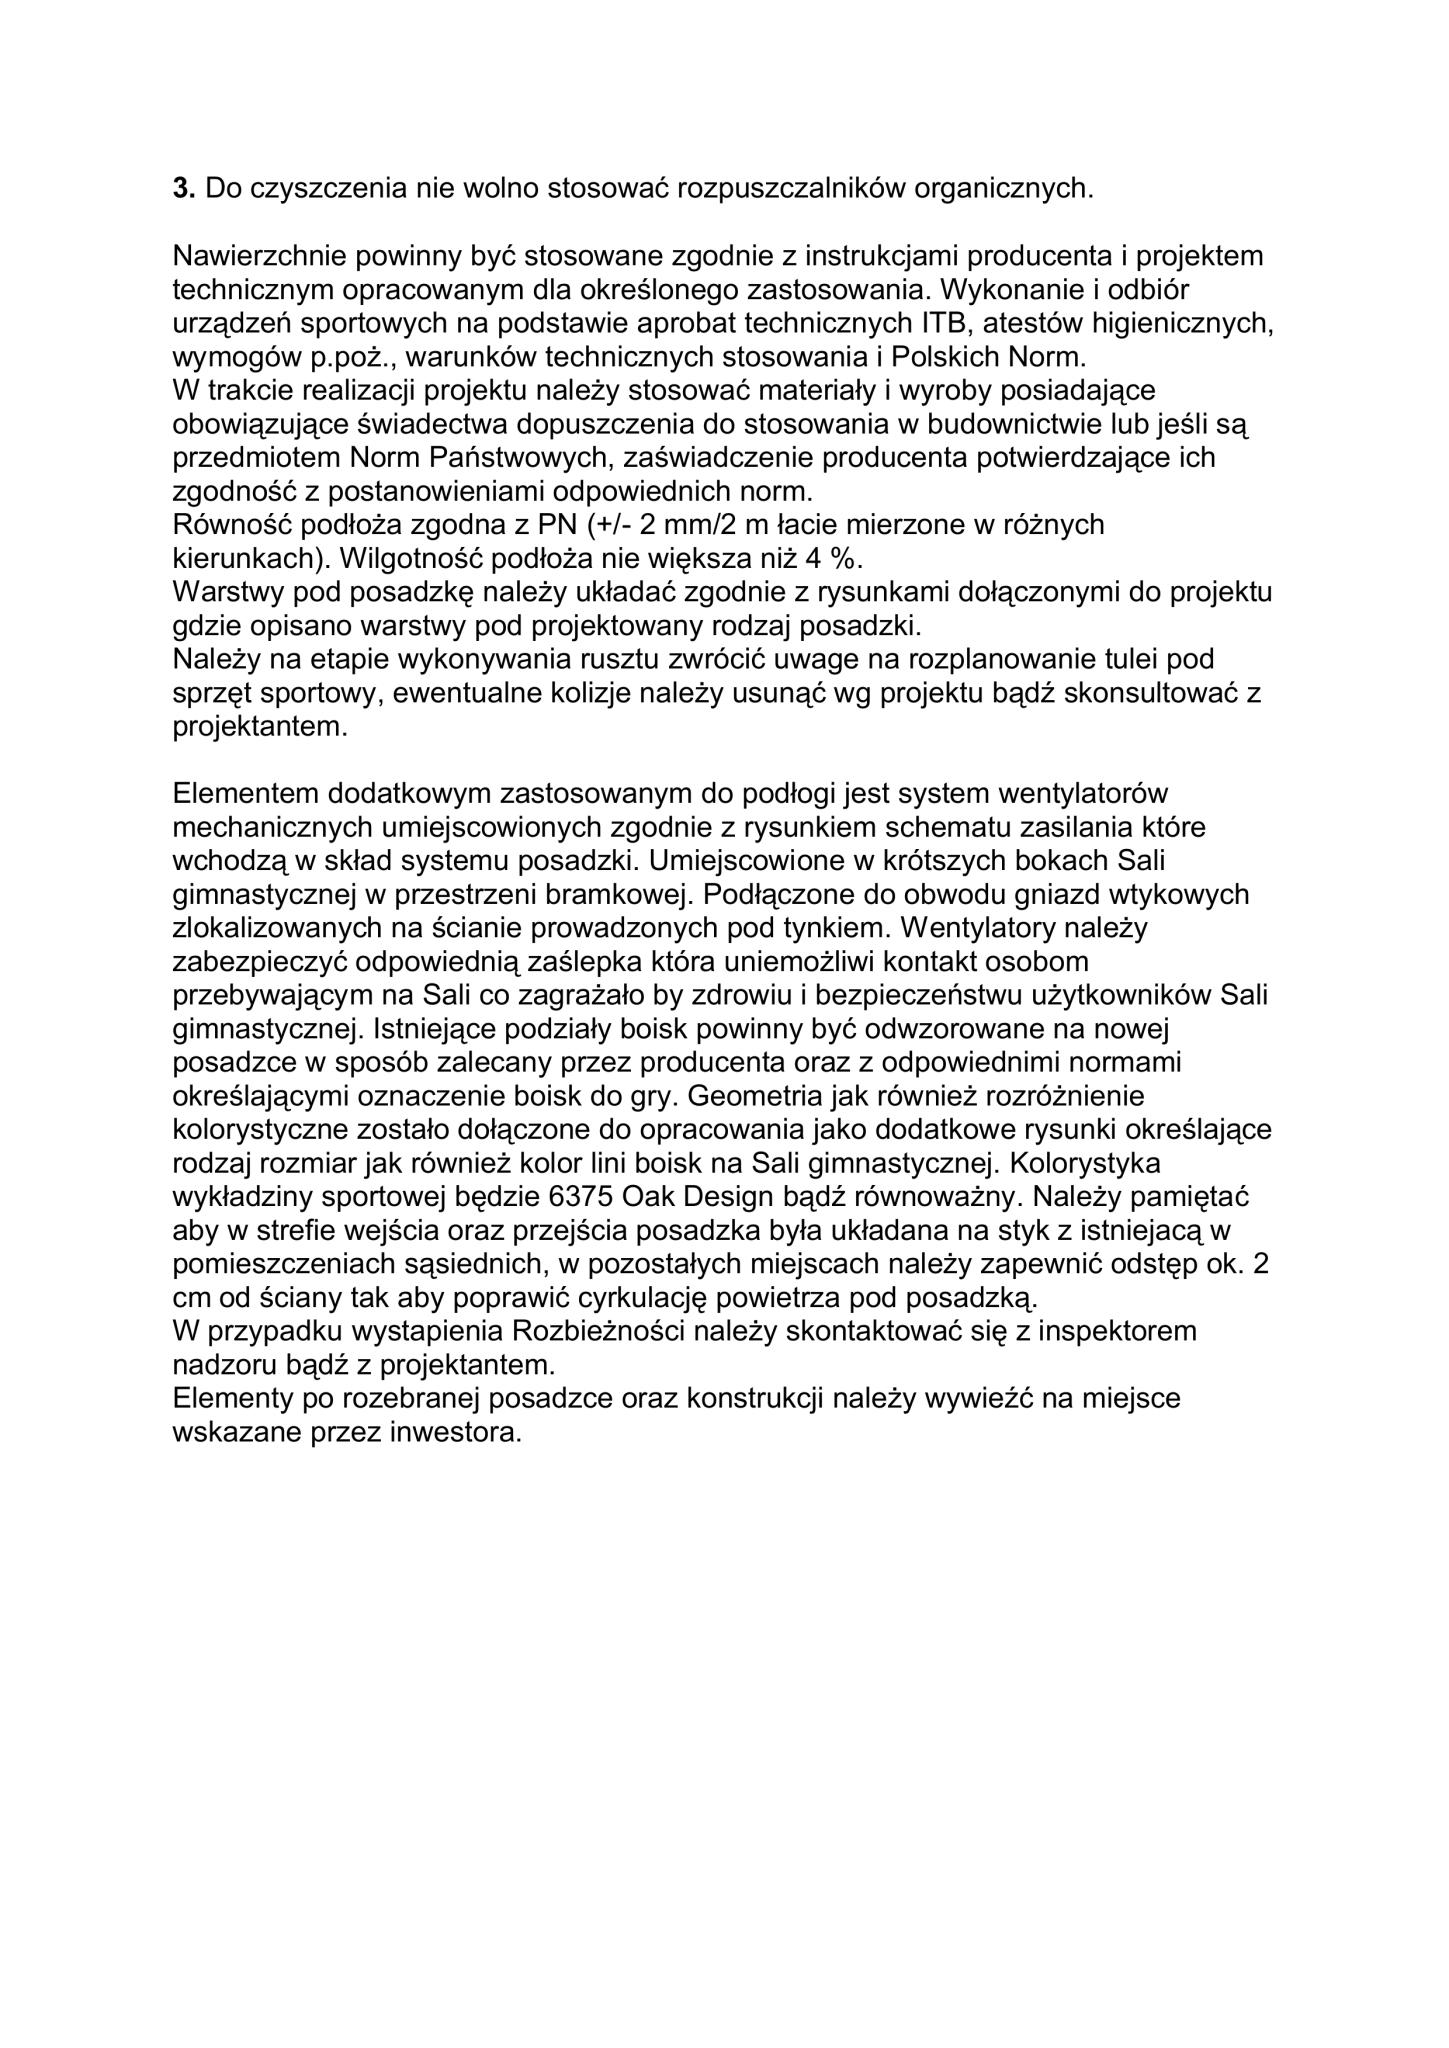 3. Do czyszczenia nie wolno stosować rozpuszczalników organicznych.
Nawierzchnie powinny być stosowane zgodnie z instrukcjami producenta i projektem
technicznym opracowanym dla określonego zastosowania. Wykonanie i odbiór
urządzeń sportowych na podstawie aprobat technicznych ITB, atestów higienicznych,
wymogów p.poż., warunków technicznych stosowania i Polskich Norm.
W trakcie realizacji projektu należy stosować materiały i wyroby posiadające
obowiązujące świadectwa dopuszczenia do stosowania w budownictwie lub jeśli są
przedmiotem Norm Państwowych, zaświadczenie producenta potwierdzające ich
zgodność z postanowieniami odpowiednich norm.
Równość podłoża zgodna z PN (+/- 2 mm/2 m łacie mierzone w różnych
kierunkach). Wilgotność podłoża nie większa niż 4 %.
Warstwy pod posadzkę należy układać zgodnie z rysunkami dołączonymi do projektu
gdzie opisano warstwy pod projektowany rodzaj posadzki.
Należy na etapie wykonywania rusztu zwrócić uwage na rozplanowanie tulei pod
sprzęt sportowy, ewentualne kolizje należy usunąć wg projektu bądź skonsultować z
projektantem.
Elementem dodatkowym zastosowanym do podłogi jest system wentylatorów
mechanicznych umiejscowionych zgodnie z rysunkiem schematu zasilania które
wchodzą w skład systemu posadzki. Umiejscowione w krótszych bokach Sali
gimnastycznej w przestrzeni bramkowej. Podłączone do obwodu gniazd wtykowych
zlokalizowanych na ścianie prowadzonych pod tynkiem. Wentylatory należy
zabezpieczyć odpowiednią zaślepka która uniemożliwi kontakt osobom
przebywającym na Sali co zagrażało by zdrowiu i bezpieczeństwu użytkowników Sali
gimnastycznej. Istniejące podziały boisk powinny być odwzorowane na nowej
posadzce w sposób zalecany przez producenta oraz z odpowiednimi normami
określającymi oznaczenie boisk do gry. Geometria jak również rozróżnienie
kolorystyczne zostało dołączone do opracowania jako dodatkowe rysunki określające
rodzaj rozmiar jak również kolor lini boisk na Sali gimnastycznej. Kolorystyka
wykładziny sportowej będzie 6375 Oak Design bądź równoważny. Należy pamiętać
aby w strefie wejścia oraz przejścia posadzka była układana na styk z istniejacą w
pomieszczeniach sąsiednich, w pozostałych miejscach należy zapewnić odstęp ok. 2
cm od ściany tak aby poprawić cyrkulację powietrza pod posadzką.
W przypadku wystapienia Rozbieżności należy skontaktować się z inspektorem
nadzoru bądź z projektantem.
Elementy po rozebranej posadzce oraz konstrukcji należy wywieźć na miejsce
wskazane przez inwestora.